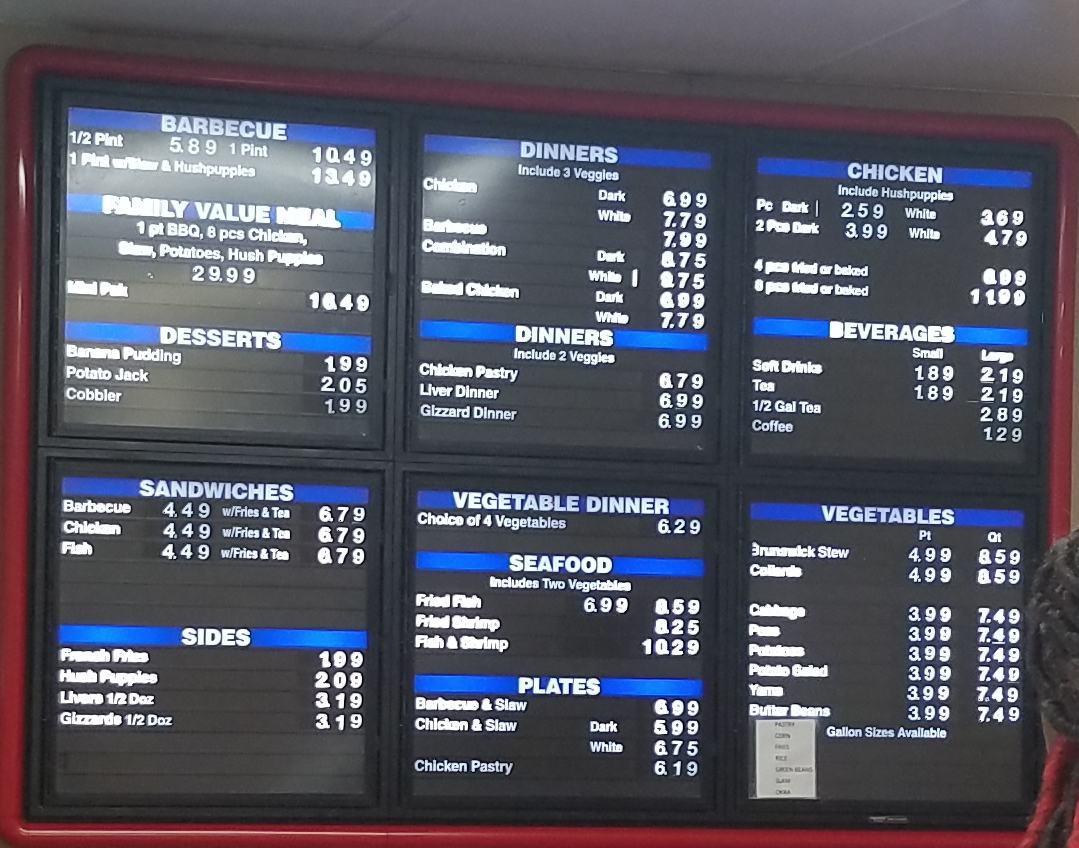 BARBECUE
1/2 Pint 5.89 1 Pint 10.49
1 Pint w/Slaw & Hushpuppies 13.49
FAMILY VALUE MEAL
1 pt BBQ, 8 pcs Chicken,
Slaw, Potatoes, Hush Puppies
29.99
Mini Pak 16.49
DESSERTS
Banana Pudding 1.99
Potato Jack 2.05
Cobbler 1.99
DINNERS
Include 3 Veggies
Chicken Dark 6.99
White 7.79
Barbecue 7.99
Combination Dark 8.75
White 9.75
Baked Chicken Dark 6.99
White 7.79
DINNERS
Include 2 Veggies
Chicken Pastry 6.79
Liver Dinner 6.99
Gizzard Dinner 6.99
CHICKEN
Include Hushpuppies
Pc Dark 2.59 White 3.69
2 Pcs Dark 3.99 White 4.79
4 pcs fried or baked 6.99
8 pcs fried or baked 11.99
BEVERAGES
Small Large
Soft Drinks 1.89 2.19
Tea 1.89 2.19
1/2 Gal Tea 2.89
Coffee 1.29
SANDWICHES
Barbecue 4.49 w/Fries & Tea 6.79
Chicken 4.49 w/Fries & Tea 6.79
Fish 4.49 w/Fries & Tea 6.79
SIDES
French Fries 1.99
Hush Puppies 2.09
Livers 1/2 Doz 3.19
Gizzards 1/2 Doz 3.19
VEGETABLE DINNER
Choice of 4 Vegetables 6.29
SEAFOOD
Includes Two Vegetables
Fried Fish 6.99 8.59
Fried Shrimp 8.25
Fish & Shrimp 10.29
PLATES
Barbecue & Slaw 6.99
Chicken & Slaw Dark 5.99
White 6.75
Chicken Pastry 6.19
VEGETABLES
Pt Qt
Brunswick Stew 4.99 8.59
Collards 4.99 8.59
Cabbage 3.99 7.49
Peas 3.99 7.49
Potatoes 3.99 7.49
Potato Salad 3.99 7.49
Yams 3.99 7.49
Butter Beans 3.99 7.49
Gallon Sizes Available
PASTRY
CORN
FRIES
RICE
GREEN BEANS
SLAW
OKRA